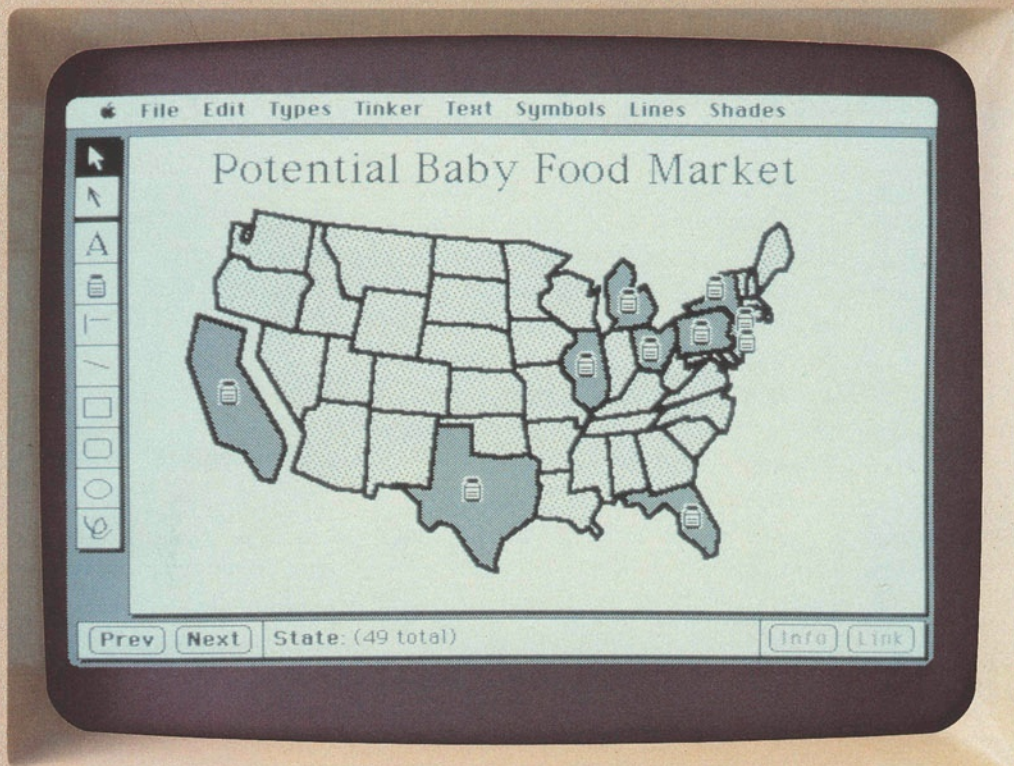 File Edit Types Tinker Text Symbols Lines Shades
Potential Baby Food Market
A
Prev Next State: (49 total) Info Link